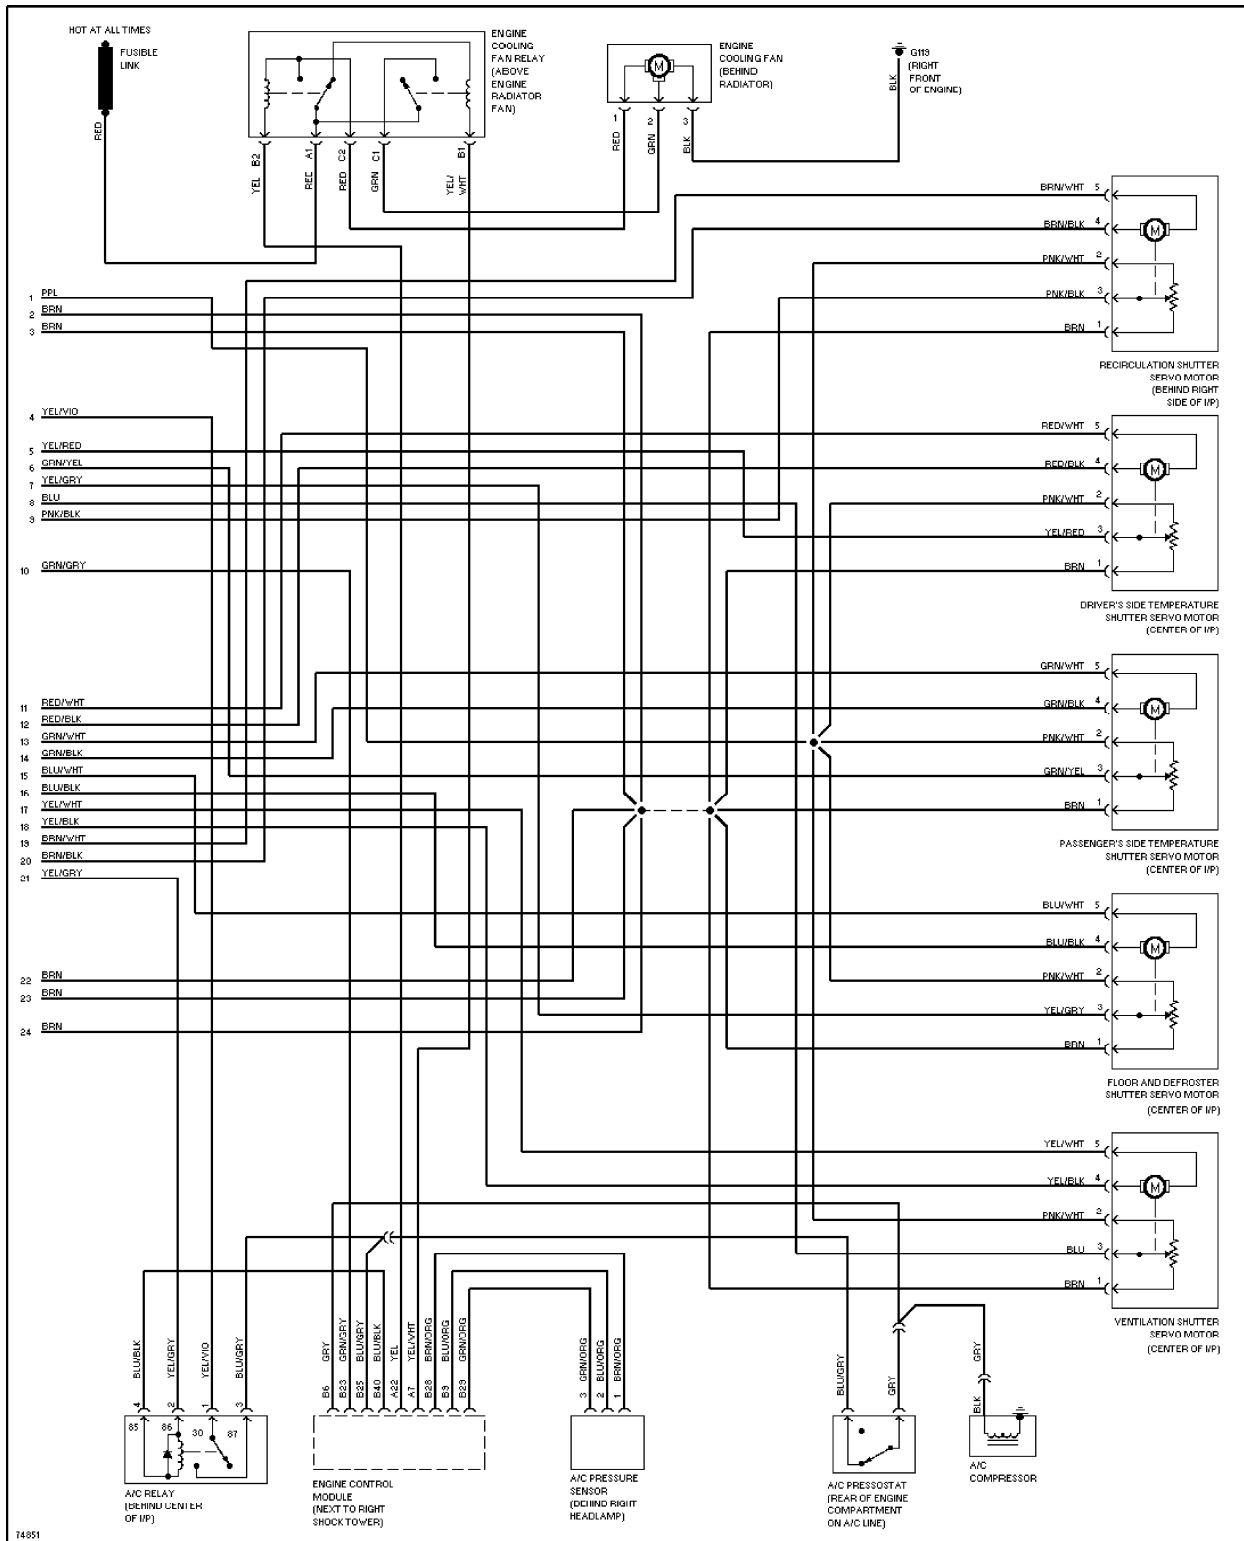 HOT AT ALL TIMES
FUSIBLE
LINK
RED
ENGINE
COOLING
FAN RELAY
(ABOVE
ENGINE
RADIATOR
FAN)
B2
A1
C2
C1
B1
YEL
RED
RED
GRN
YEL/
WHT
ENGINE
COOLING FAN
(BEHIND
RADIATOR)
M
1
2
3
RED
GRN
BLK
BLK
G119
(RIGHT
FRONT
OF ENGINE)
1 PPL
2 BRN
3 BRN
4 YEL/VIO
5 YEL/RED
6 GRN/YEL
7 YEL/GRY
8 BLU
9 PNK/BLK
10 GRN/GRY
11 RED/WHT
12 RED/BLK
13 GRN/WHT
14 GRN/BLK
15 BLU/WHT
16 BLU/BLK
17 YEL/WHT
18 YEL/BLK
19 BRN/WHT
20 BRN/BLK
21 YEL/GRY
22 BRN
23 BRN
24 BRN
BRN/WHT 5
BRN/BLK 4
M
PNK/WHT 2
PNK/BLK 3
BRN 1
RECIRCULATION SHUTTER
SERVO MOTOR
(BEHIND RIGHT
SIDE OF I/P)
RED/WHT 5
RED/BLK 4
M
PNK/WHT 2
YEL/RED 3
BRN 1
DRIVER'S SIDE TEMPERATURE
SHUTTER SERVO MOTOR
(CENTER OF I/P)
GRN/WHT 5
GRN/BLK 4
M
PNK/WHT 2
GRN/YEL 3
BRN 1
PASSENGER'S SIDE TEMPERATURE
SHUTTER SERVO MOTOR
(CENTER OF I/P)
BLU/WHT 5
BLU/BLK 4
M
PNK/WHT 2
YEL/GRY 3
BRN 1
FLOOR AND DEFROSTER
SHUTTER SERVO MOTOR
(CENTER OF I/P)
YEL/WHT 5
YEL/BLK 4
M
PNK/WHT 2
BLU 3
BRN 1
VENTILATION SHUTTER
SERVO MOTOR
(CENTER OF I/P)
BLU/BLK
YEL/GRY
YEL/VIO
BLU/GRY
4
2
1
3
85
86
30
87
A/C RELAY
(BEHIND CENTER
OF I/P)
GRY
GRN/GRY
BLU/GRY
BLU/BLK
YEL
YEL/WHT
BRN/ORG
BLU/ORG
GRN/ORG
B6
B23
B25
B40
A22
A7
B28
B9
B29
ENGINE CONTROL
MODULE
(NEXT TO RIGHT
SHOCK TOWER)
GRN/ORG
BLU/ORG
BRN/ORG
3
2
1
A/C PRESSURE
SENSOR
(BEHIND RIGHT
HEADLAMP)
BLU/GRY
GRY
A/C PRESSOSTAT
(REAR OF ENGINE
COMPARTMENT
ON A/C LINE)
GRY
BLK
A/C
COMPRESSOR
74851